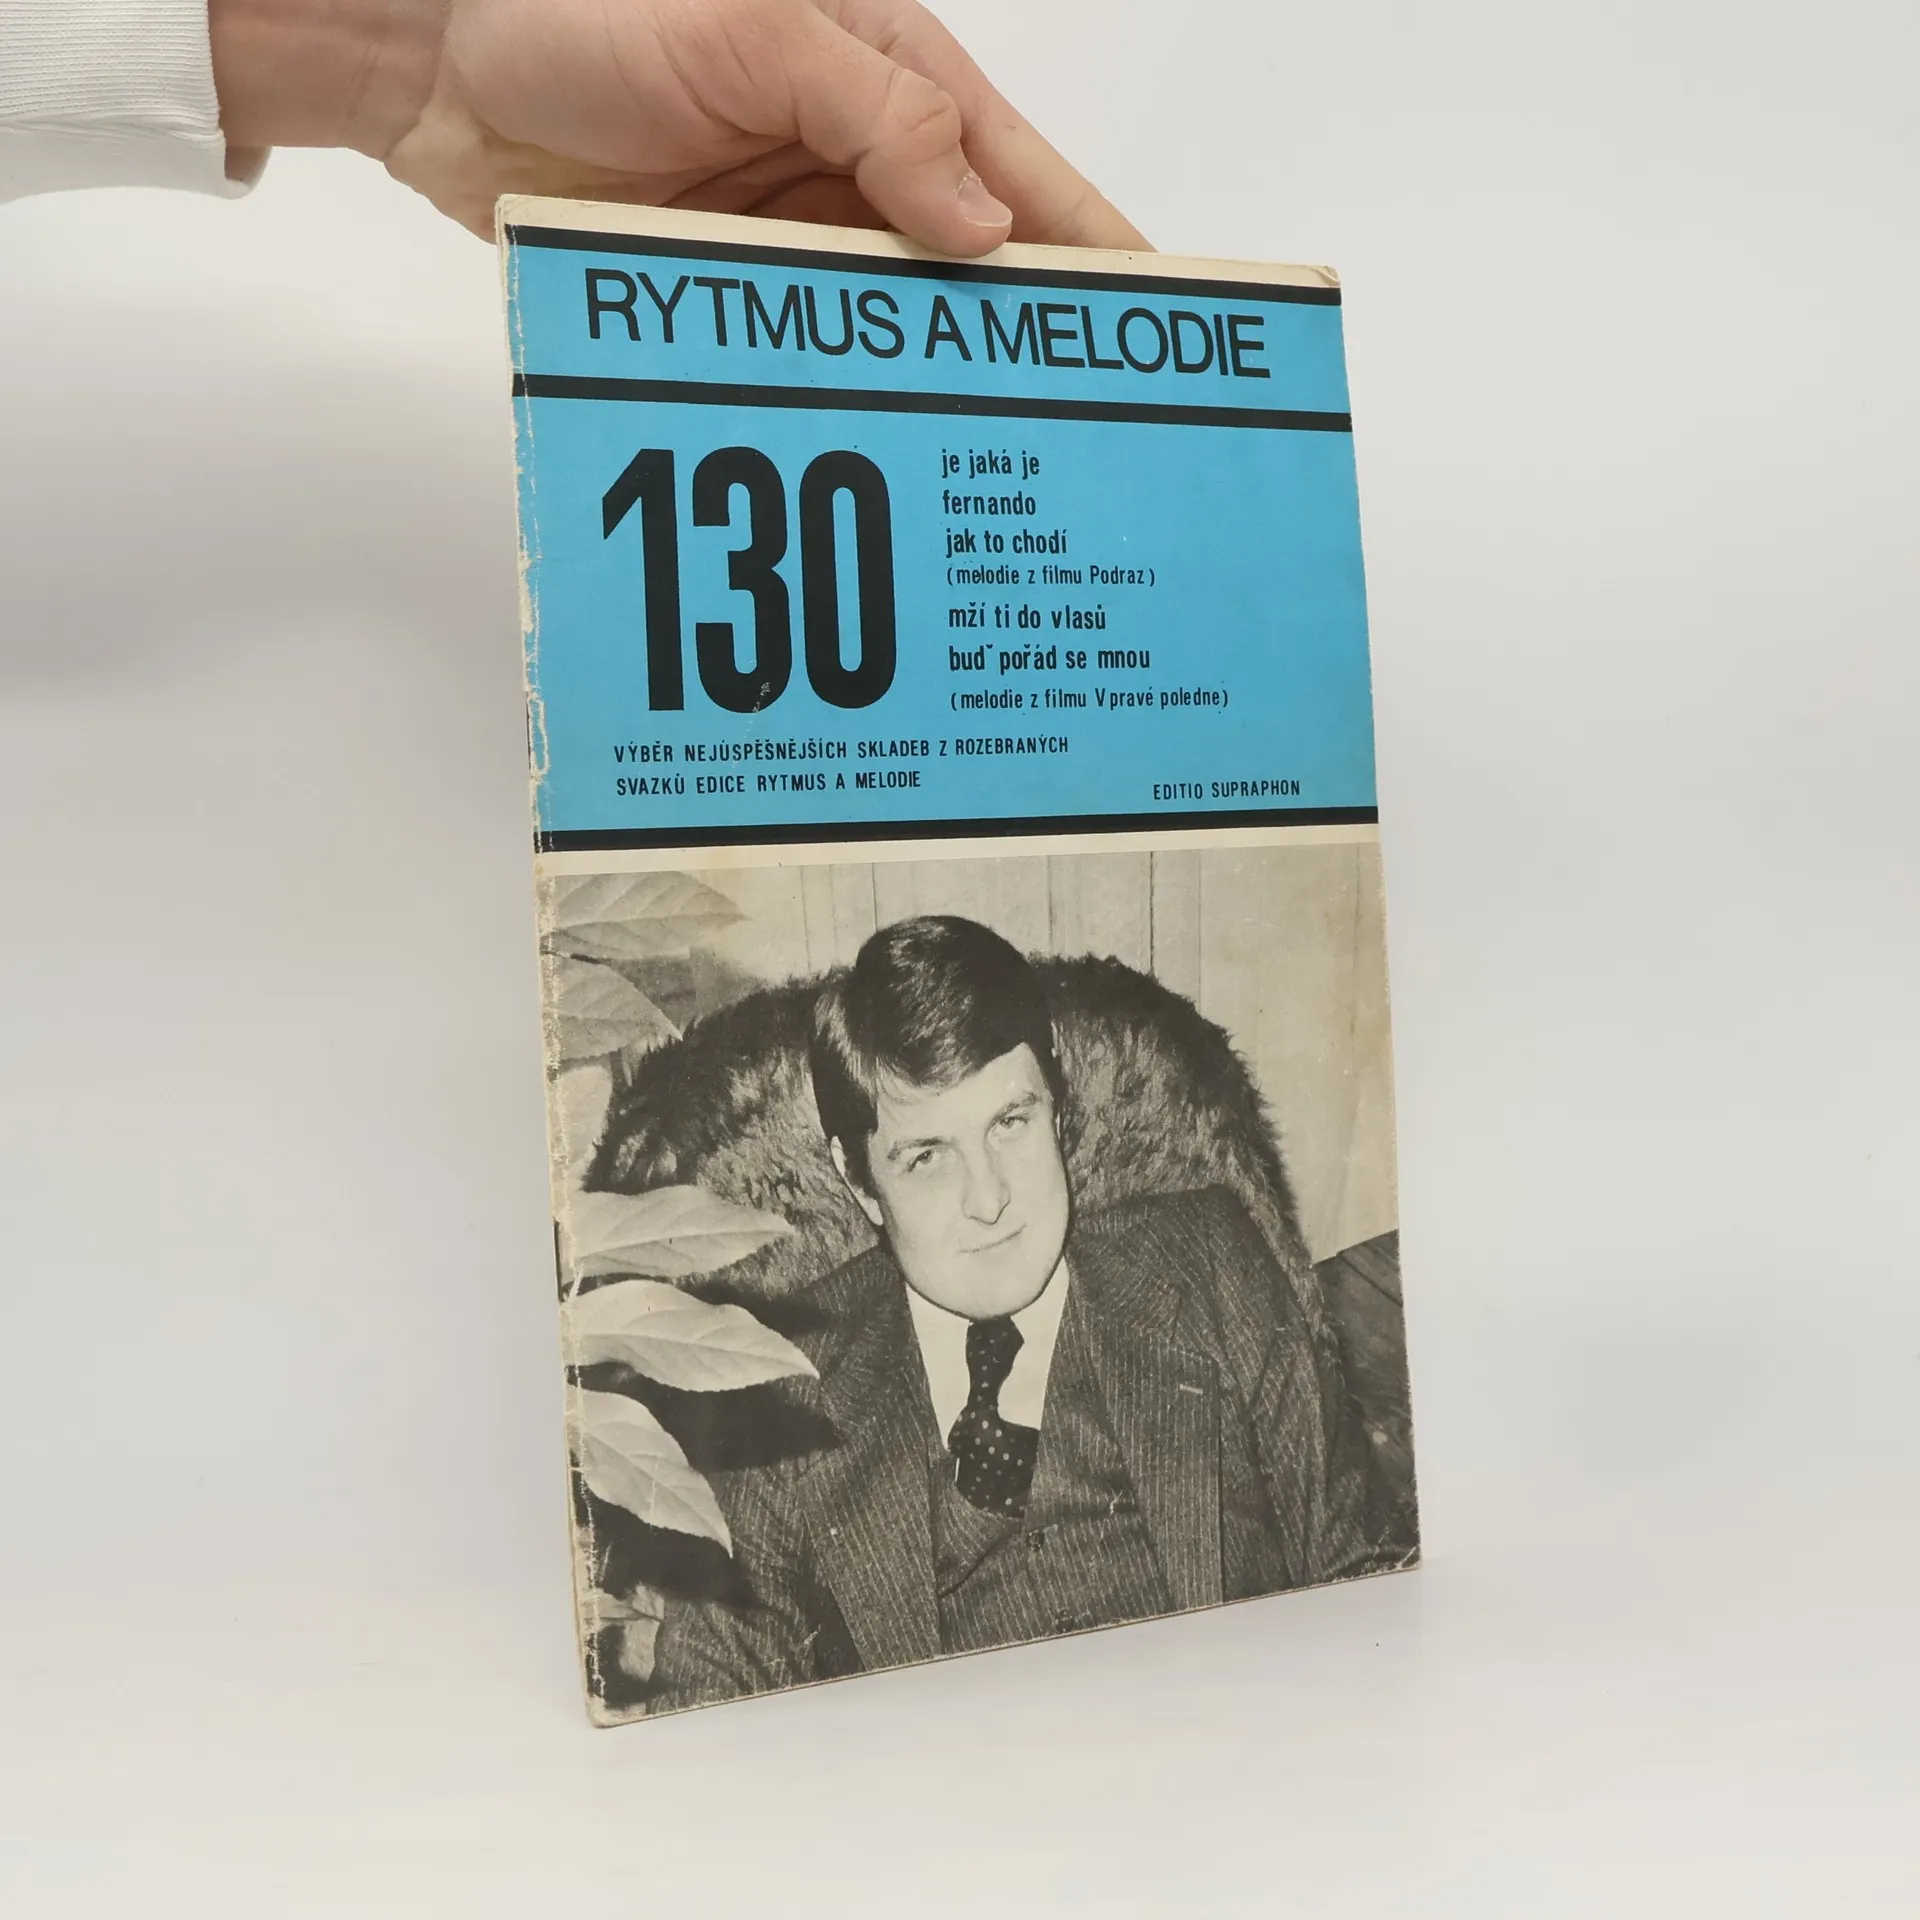 RYTMUS A MELODIE
130
je jaká je
fernando
jak to chodí
(melodie z filmu Podraz)
mží ti do vlasů
buď pořád se mnou
(melodie z filmu V pravé poledne)
VÝBĚR NEJÚSPĚŠNĚJŠÍCH SKLADEB Z ROZEBRANÝCH
SVAZKŮ EDICE RYTMUS A MELODIE
EDITIO SUPRAPHON